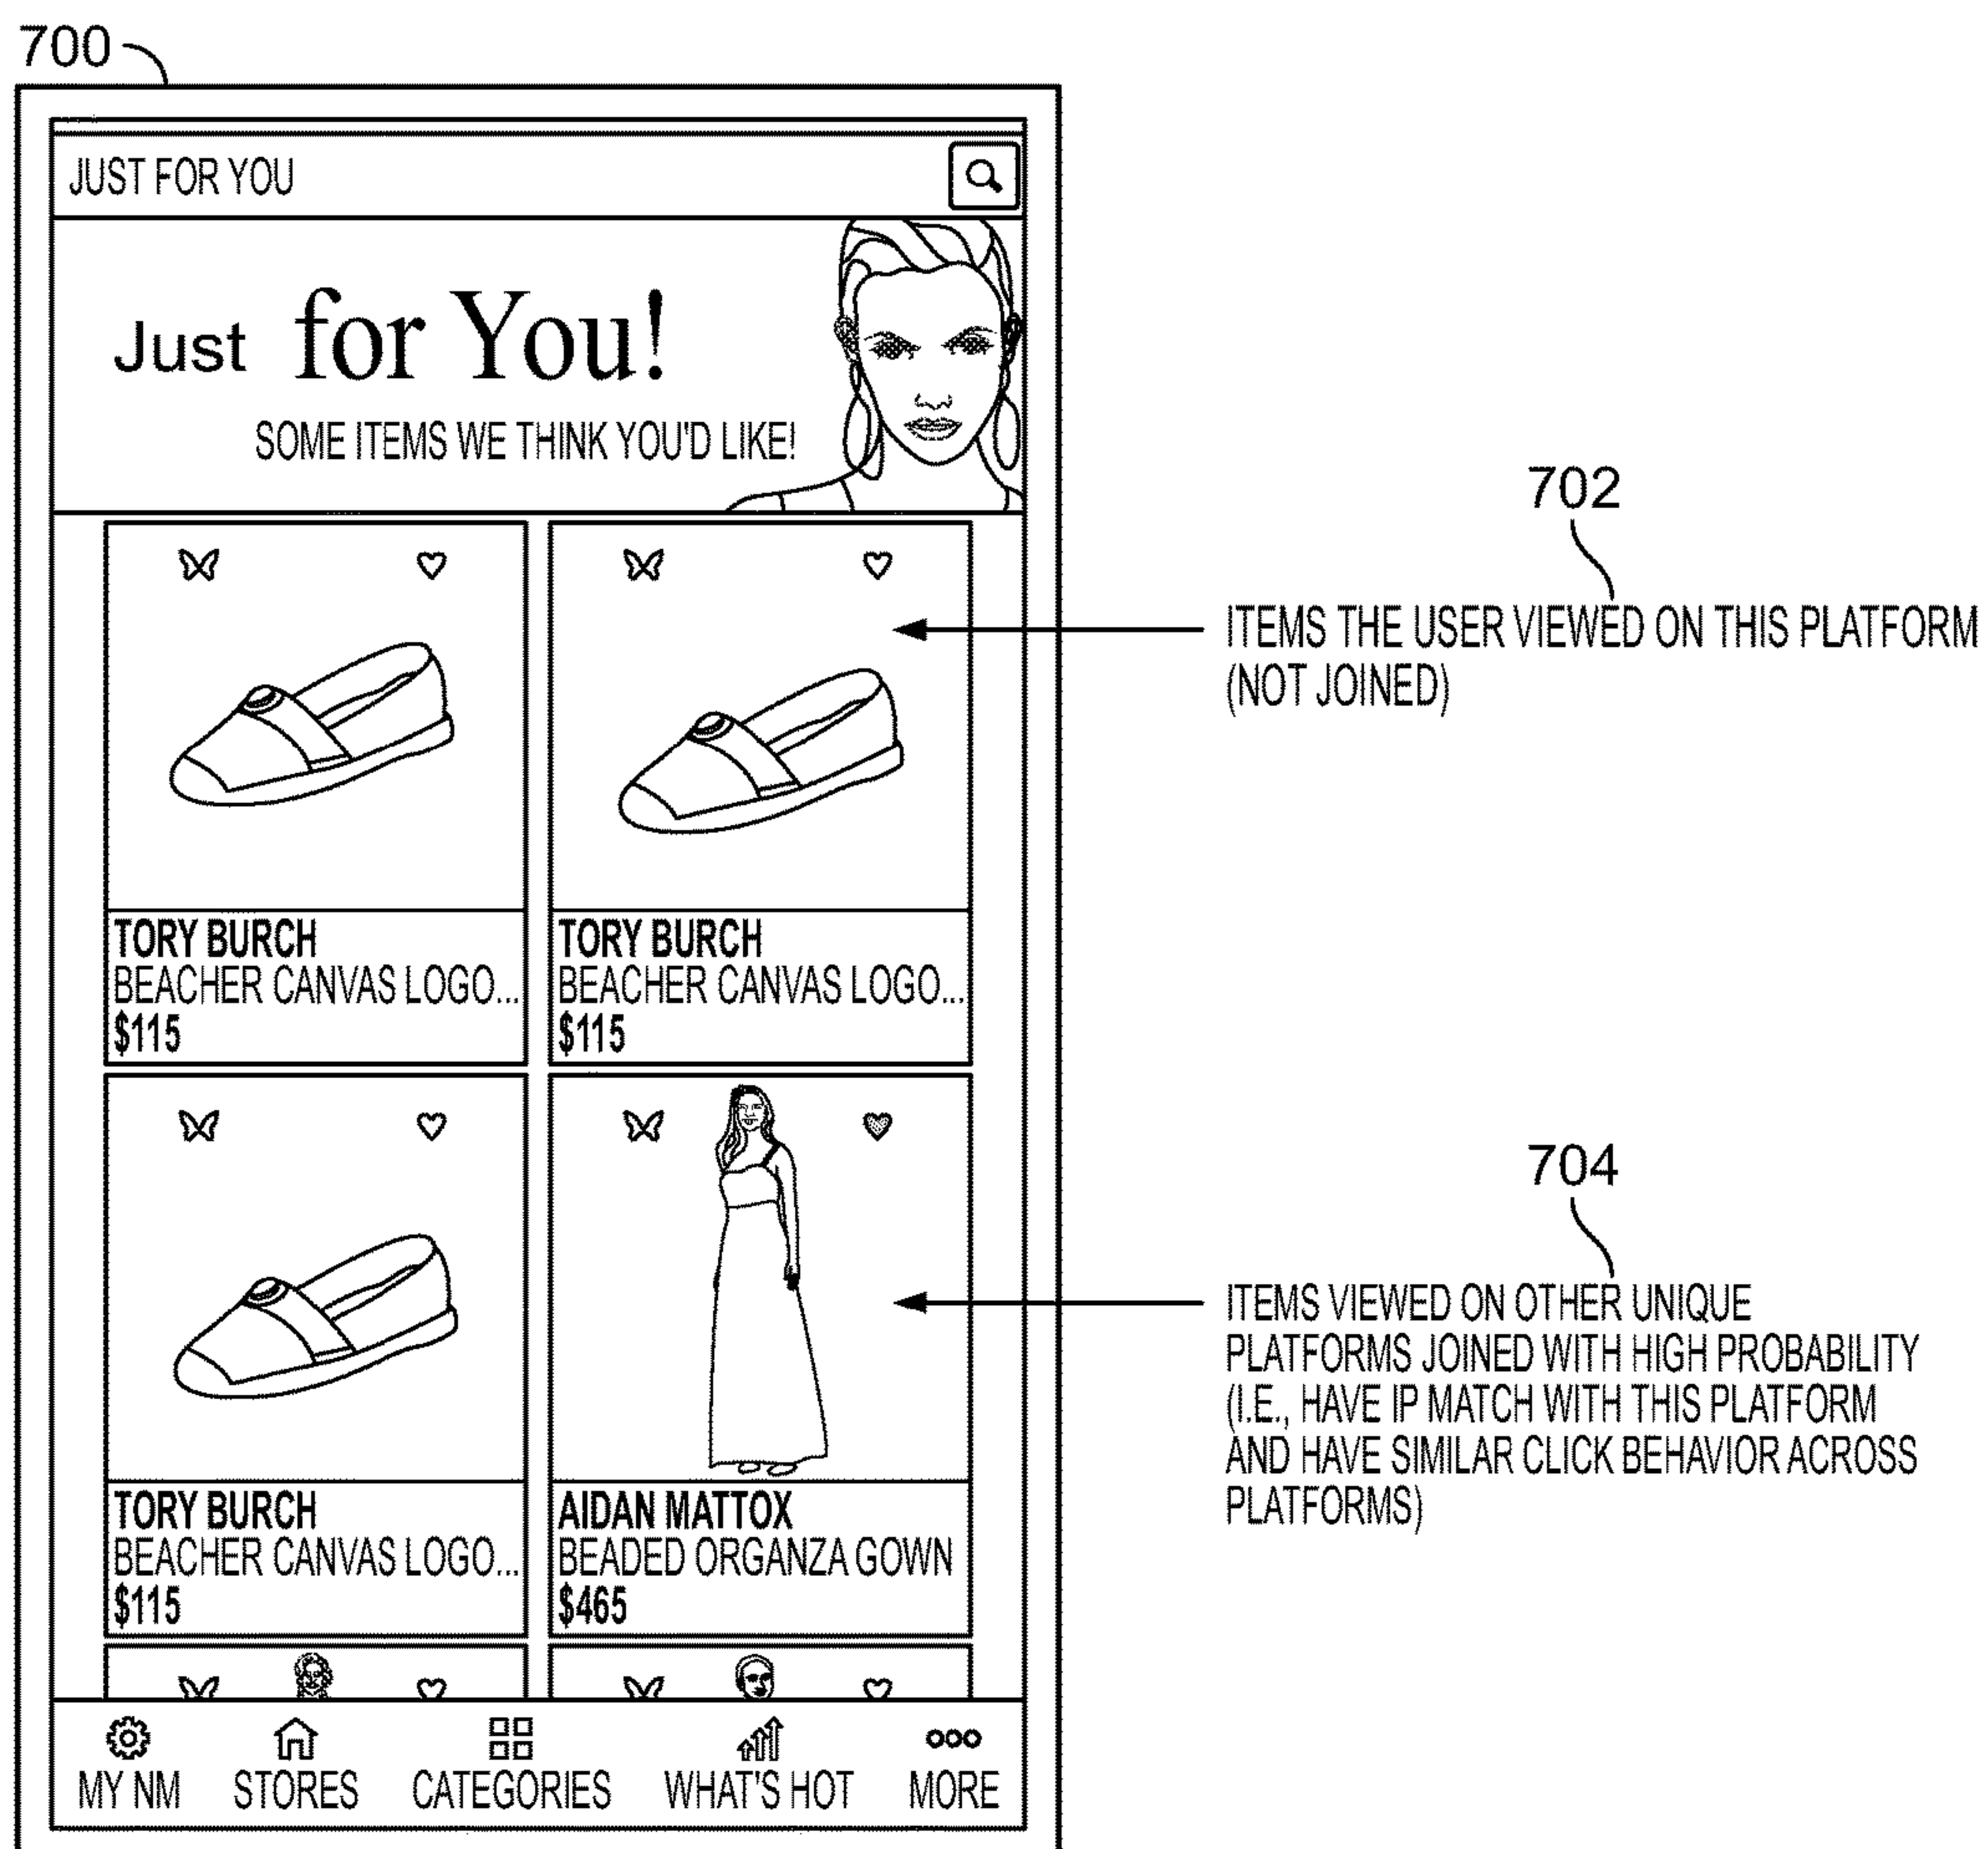 700
JUST FOR YOU
Just for You!
SOME ITEMS WE THINK YOU'D LIKE!
702
ITEMS THE USER VIEWED ON THIS PLATFORM
(NOT JOINED)
TORY BURCH
BEACHER CANVAS LOGO...
$115
TORY BURCH
BEACHER CANVAS LOGO...
$115
704
ITEMS VIEWED ON OTHER UNIQUE
PLATFORMS JOINED WITH HIGH PROBABILITY
(I.E., HAVE IP MATCH WITH THIS PLATFORM
AND HAVE SIMILAR CLICK BEHAVIOR ACROSS
PLATFORMS)
TORY BURCH
BEACHER CANVAS LOGO...
$115
AIDAN MATTOX
BEADED ORGANZA GOWN
$465
MY NM
STORES
CATEGORIES
WHAT'S HOT
MORE